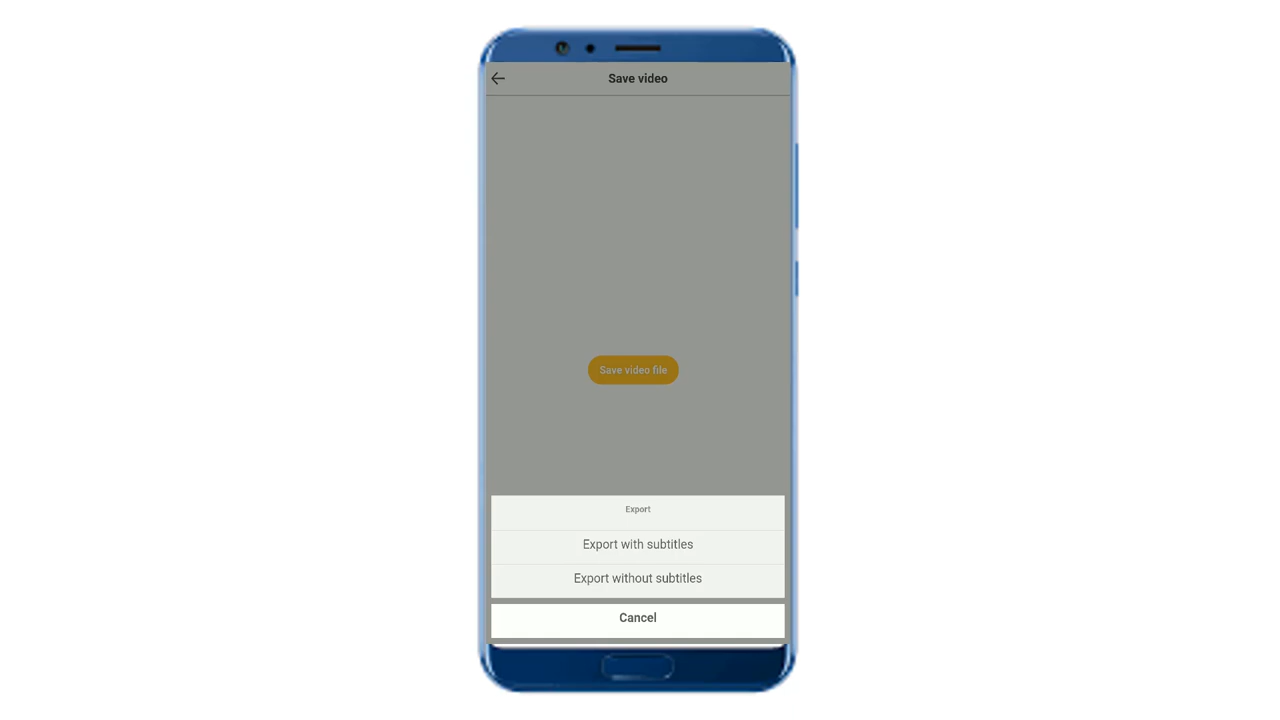 Save video
Save video file
Export
Export with subtitles
Export without subtitles
Cancel